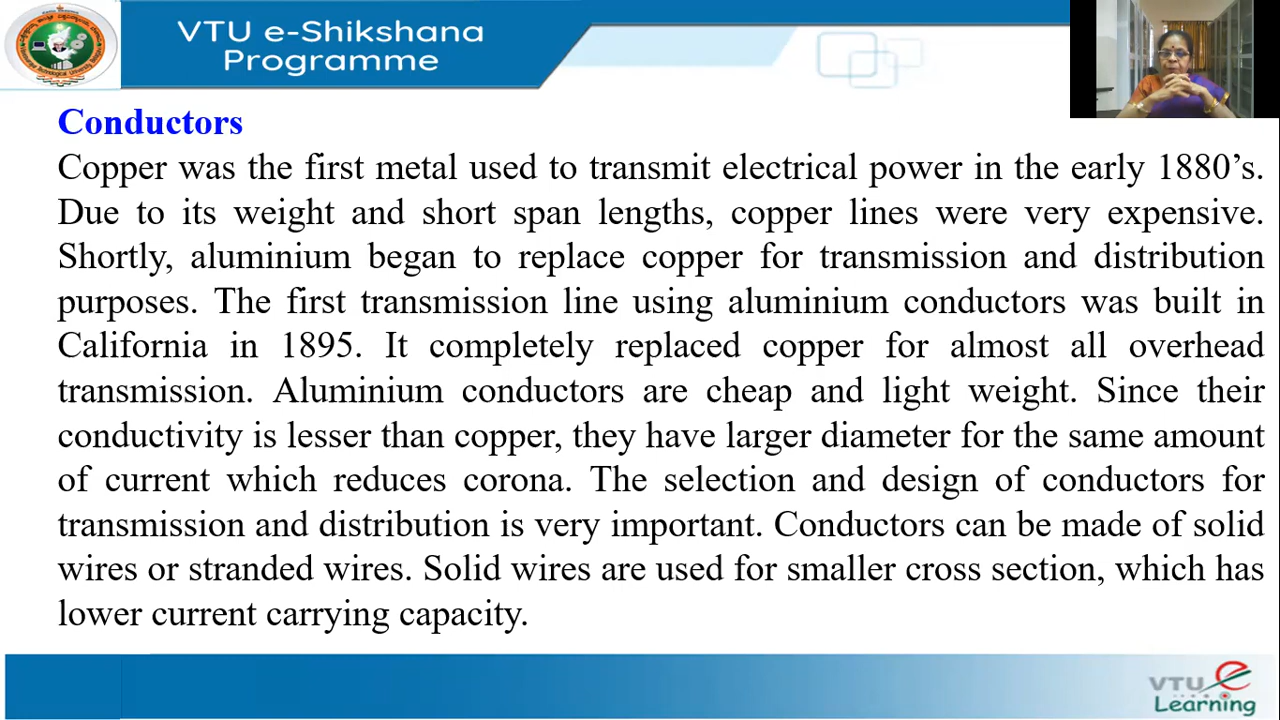 VTU e-Shikshana
Programme
Conductors
Copper was the first metal used to transmit electrical power in the early 1880’s.
Due to its weight and short span lengths, copper lines were very expensive.
Shortly, aluminium began to replace copper for transmission and distribution
purposes. The first transmission line using aluminium conductors was built in
California in 1895. It completely replaced copper for almost all overhead
transmission. Aluminium conductors are cheap and light weight. Since their
conductivity is lesser than copper, they have larger diameter for the same amount
of current which reduces corona. The selection and design of conductors for
transmission and distribution is very important. Conductors can be made of solid
wires or stranded wires. Solid wires are used for smaller cross section, which has
lower current carrying capacity.
VTU e
Learning